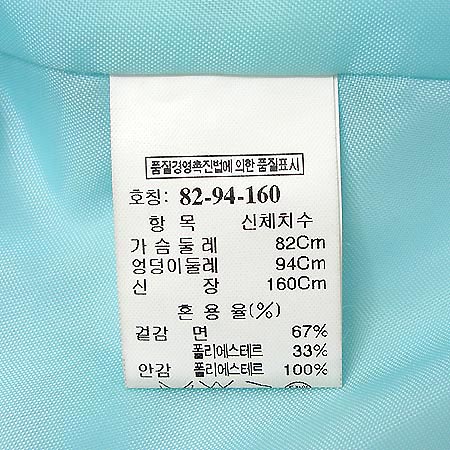 품질경영촉진법에 의한 품질표시
호칭: 82-94-160
항 목 신체치수
가 슴 둘 레 82Cm
엉덩이둘레 94Cm
신 장 160Cm
혼 용 율(%)
겉감 면 67%
폴리에스테르 33%
안감 폴리에스테르 100%